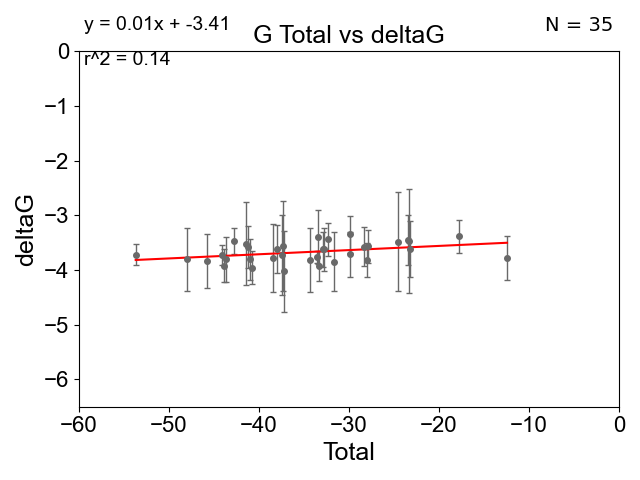 y = 0.01x + -3.41
N = 35
G Total vs deltaG
r^2 = 0.14
0
−1
−2
−3
−4
−5
−6
deltaG
−60
−50
−40
−30
−20
−10
0
Total